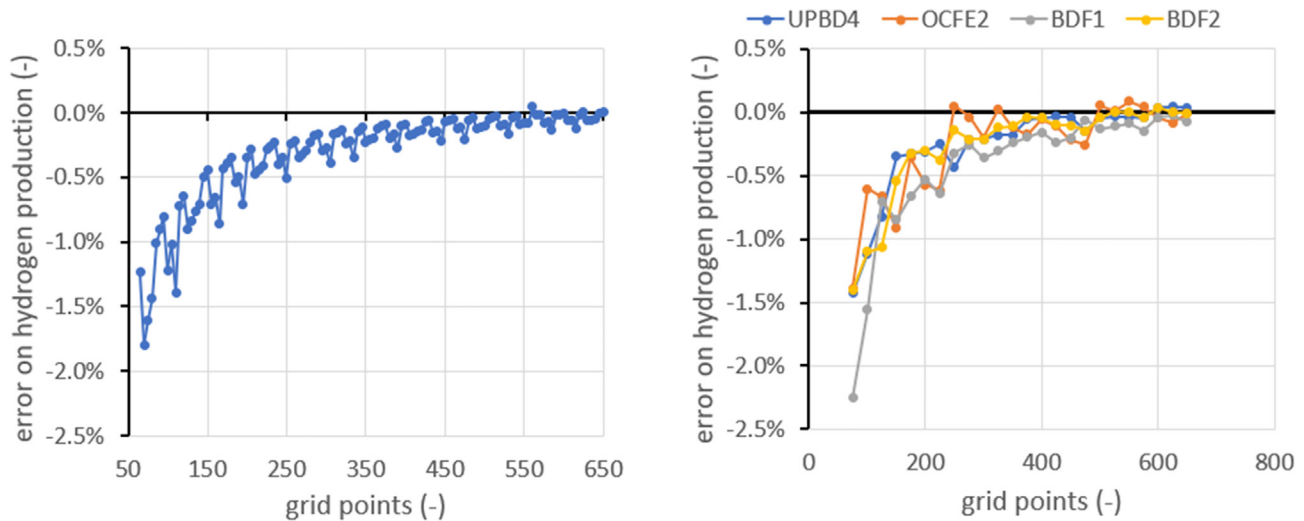 error on hydrogen production (-)
0.5%
0.0%
-0.5%
-1.0%
-1.5%
-2.0%
-2.5%
50 150 250 350 450 550 650
grid points (-)
UPBD4 OCFE2 BDF1 BDF2
error on hydrogen production (-)
0.5%
0.0%
-0.5%
-1.0%
-1.5%
-2.0%
-2.5%
0 200 400 600 800
grid points (-)